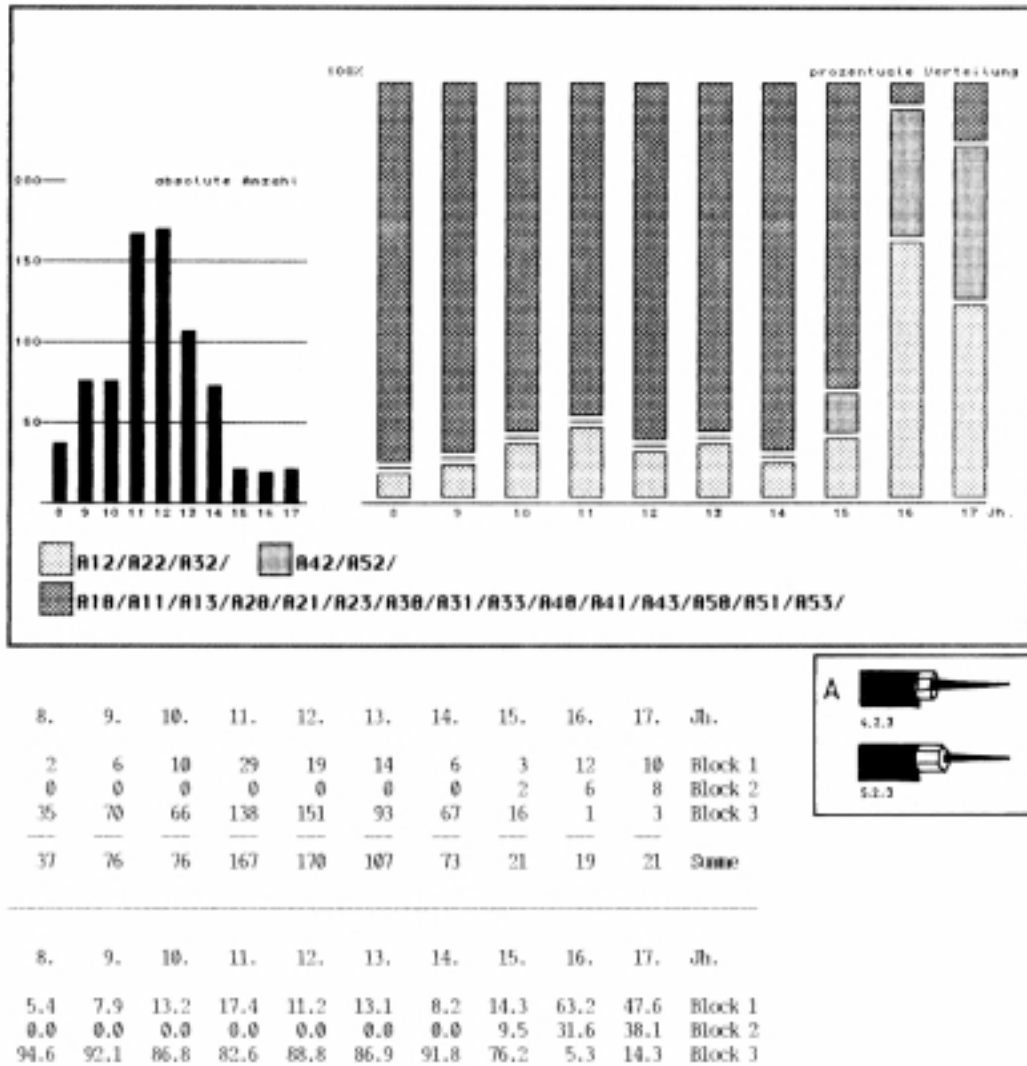 100% prozentuale Verteilung
200 absolute Anzahl
150
100
50
8 9 10 11 12 13 14 15 16 17
8 9 10 11 12 13 14 15 16 17 Jh.
A12/A22/A32/ A42/A52/
A10/A11/A13/A20/A21/A23/A30/A31/A33/A40/A41/A43/A50/A51/A53/
A
4.2.3
5.2.3
8. 9. 10. 11. 12. 13. 14. 15. 16. 17. Jh.
2 6 10 29 19 14 6 3 12 10 Block 1
0 0 0 0 0 0 0 2 6 8 Block 2
35 70 66 138 151 93 67 16 1 3 Block 3
--- --- --- --- --- --- --- --- --- ---
37 76 76 167 170 107 73 21 19 21 Summe
8. 9. 10. 11. 12. 13. 14. 15. 16. 17. Jh.
5.4 7.9 13.2 17.4 11.2 13.1 8.2 14.3 63.2 47.6 Block 1
0.0 0.0 0.0 0.0 0.0 0.0 0.0 9.5 31.6 38.1 Block 2
94.6 92.1 86.8 82.6 88.8 86.9 91.8 76.2 5.3 14.3 Block 3